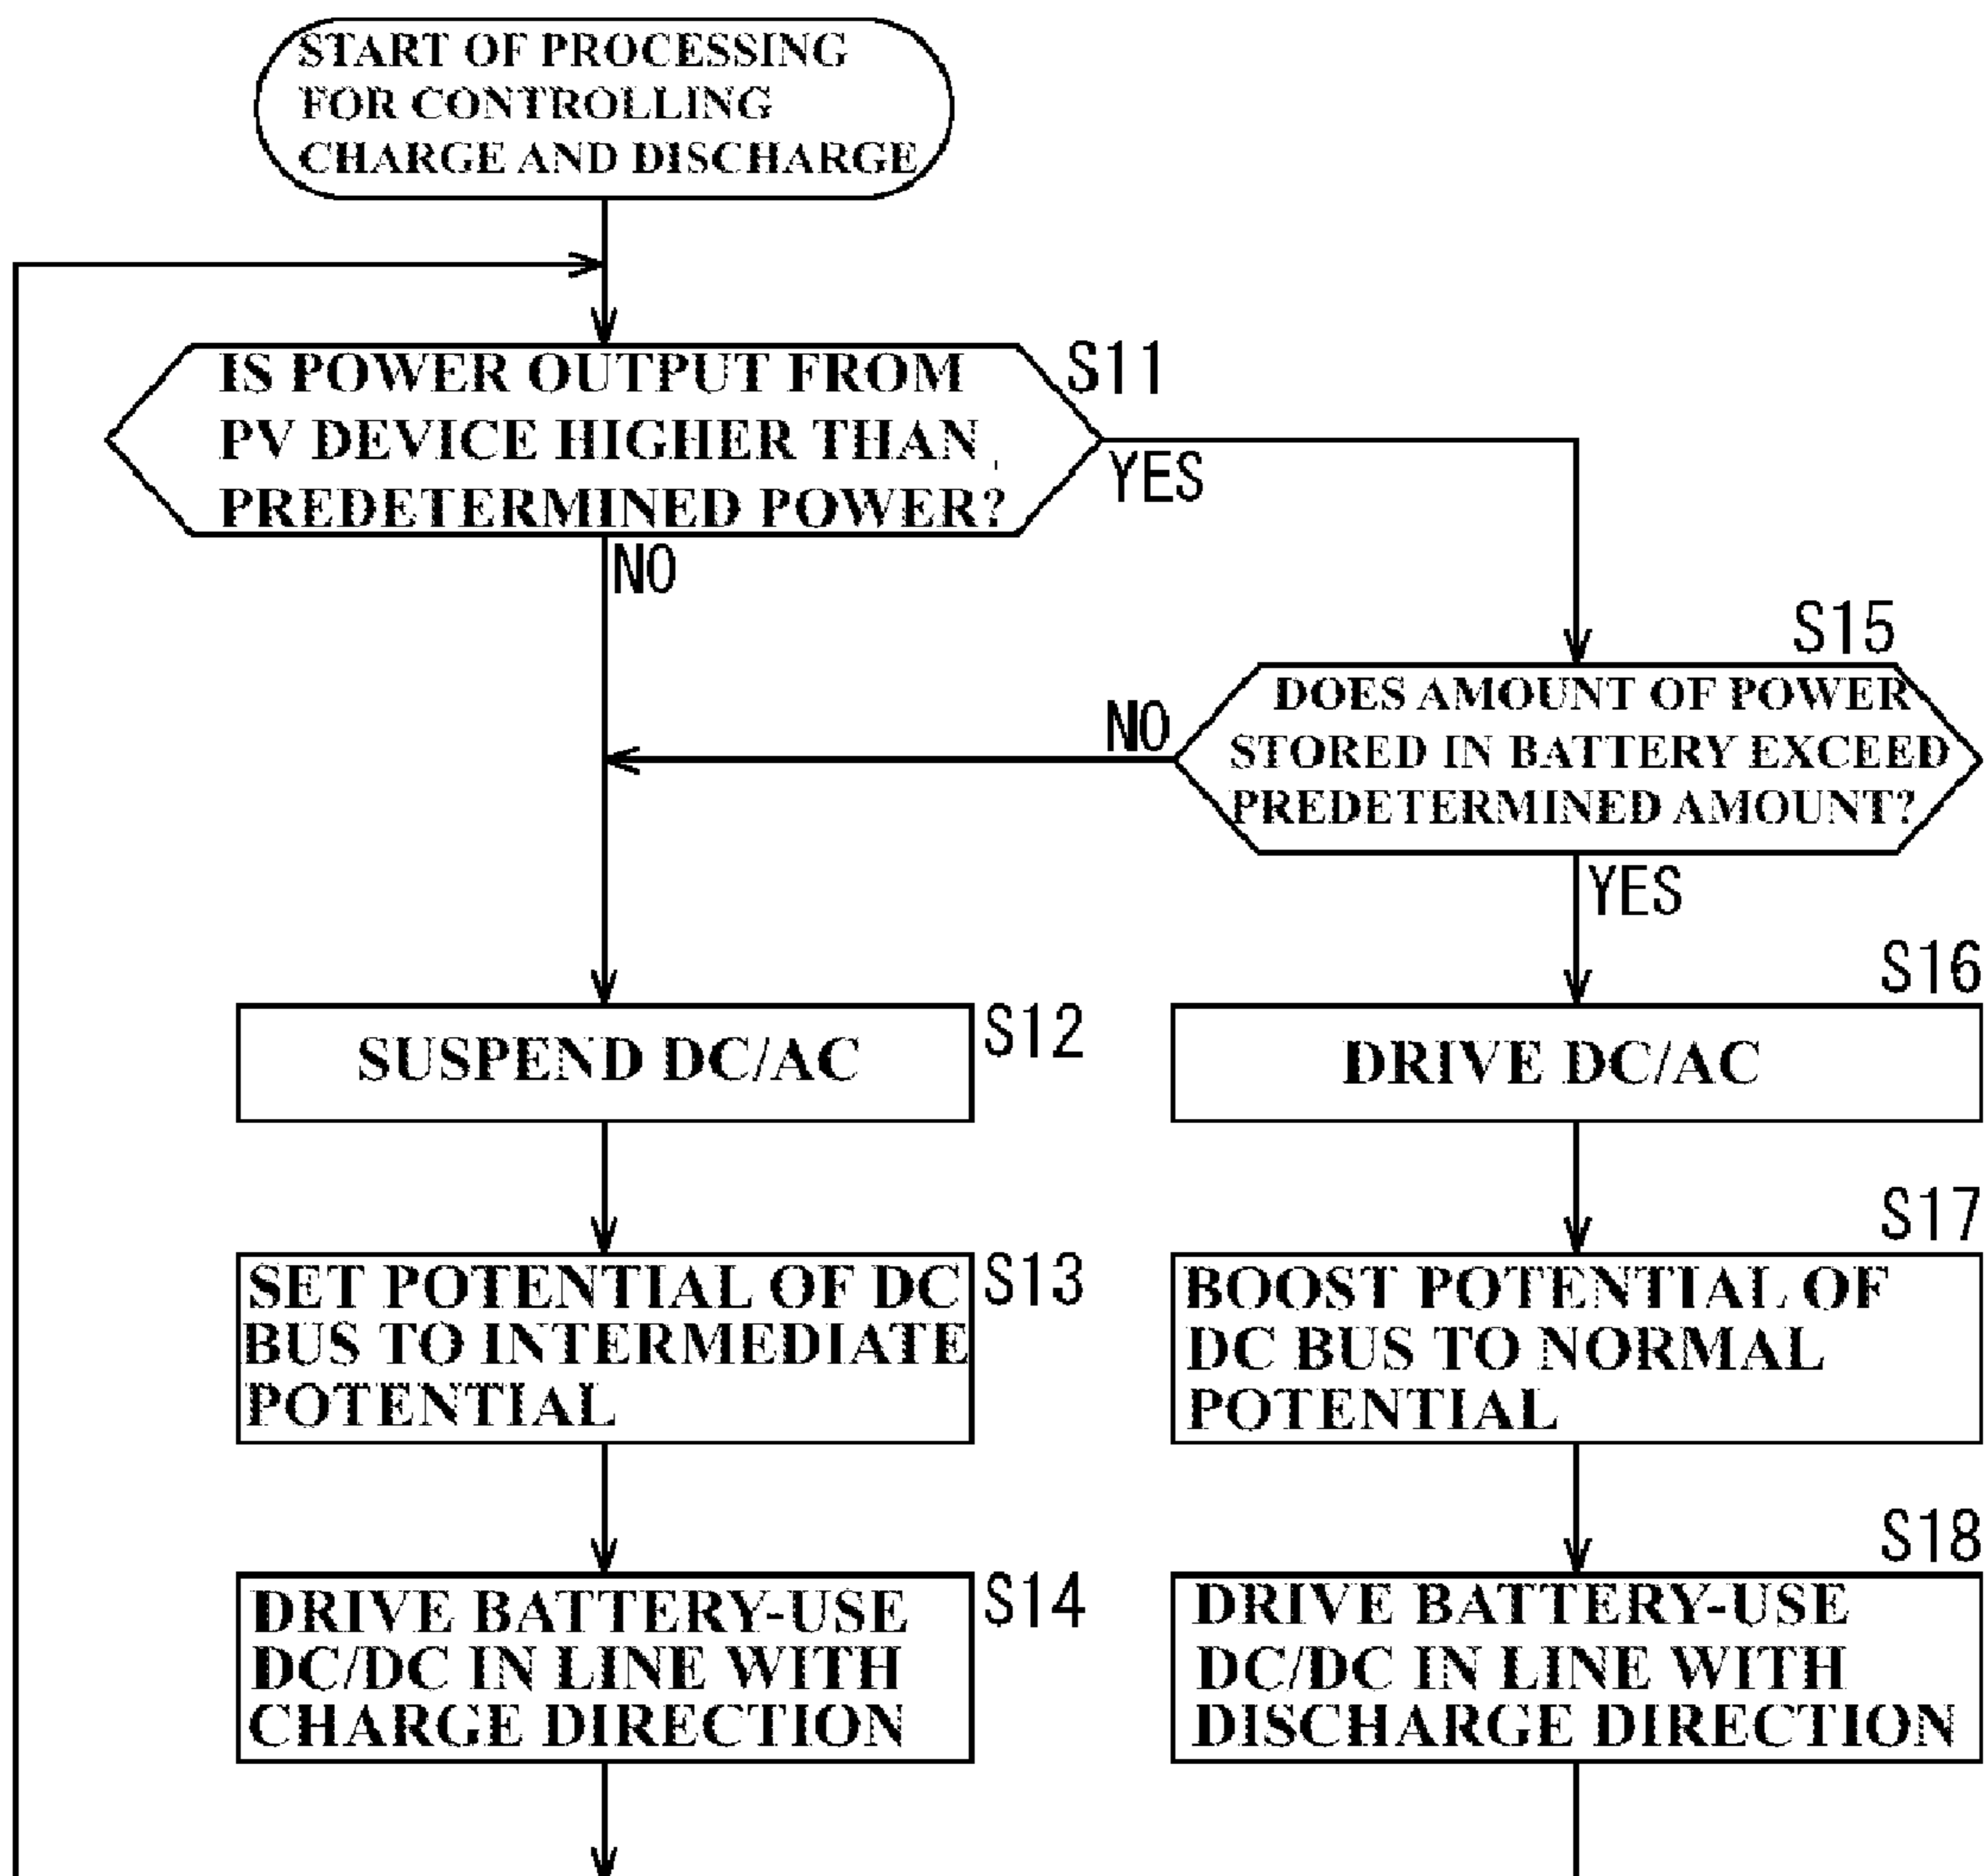 START OF PROCESSING
FOR CONTROLLING
CHARGE AND DISCHARGE
IS POWER OUTPUT FROM
PV DEVICE HIGHER THAN
PREDETERMINED POWER?
S11
YES
NO
S15
DOES AMOUNT OF POWER
STORED IN BATTERY EXCEED
PREDETERMINED AMOUNT?
NO
YES
SUSPEND DC/AC
S12
SET POTENTIAL OF DC
BUS TO INTERMEDIATE
POTENTIAL
S13
DRIVE BATTERY-USE
DC/DC IN LINE WITH
CHARGE DIRECTION
S14
S16
DRIVE DC/AC
S17
BOOST POTENTIAL OF
DC BUS TO NORMAL
POTENTIAL
S18
DRIVE BATTERY-USE
DC/DC IN LINE WITH
DISCHARGE DIRECTION